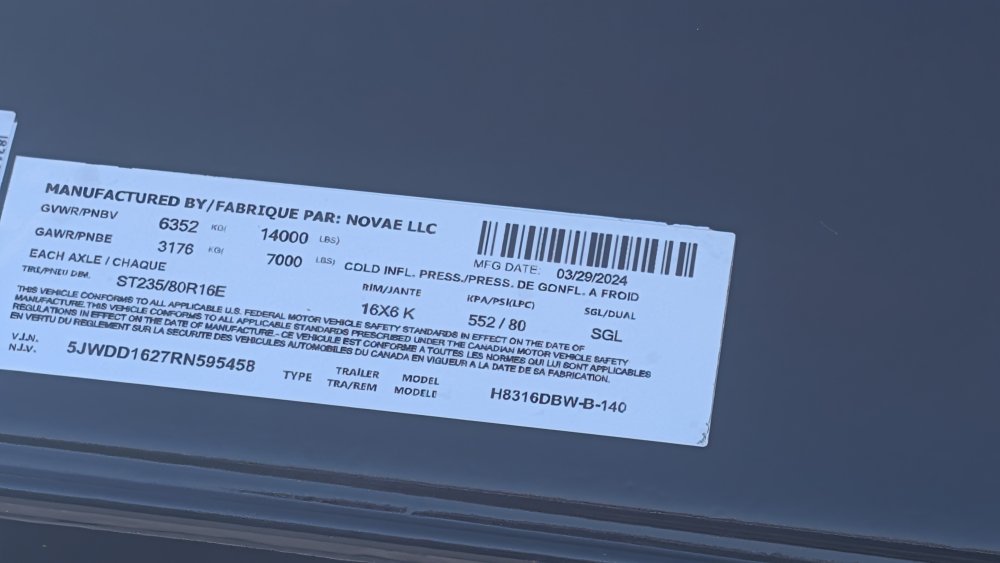 MANUFACTURED BY/FABRIQUE PAR: NOVAE LLC
GVWR/PNBV 6352 KG/ 14000 LBS)
MFG DATE: 03/29/2024
GAWR/PNBE 3176 KG/ 7000 LBS)
EACH AXLE / CHAQUE
COLD INFL. PRESS./PRESS. DE GONFL. A FROID
TIRE/PNEU DIM. RIM/JANTE KPA/PSI(LPC) SGL/DUAL
ST235/80R16E 16X6 K 552 / 80 SGL
THIS VEHICLE CONFORMS TO ALL APPLICABLE U.S. FEDERAL MOTOR VEHICLE SAFETY STANDARDS IN EFFECT ON THE DATE OF
MANUFACTURE. THIS VEHICLE CONFORMS TO ALL APPLICABLE STANDARDS PRESCRIBED UNDER THE CANADIAN MOTOR VEHICLE SAFETY
REGULATIONS IN EFFECT ON THE DATE OF MANUFACTURE.- CE VEHICULE EST CONFORME A TOUTES LES NORMES QUI LUI SONT APPLICABLES
EN VERTU DU REGLEMENT SUR LA SECURITE DES VEHICULES AUTOMOBILES DU CANADA EN VIGUEUR A LA DATE DE SA FABRICATION.
V.I.N. 5JWDD1627RN595458 TYPE TRAILER MODEL H8316DBW-B-140
N.I.V. TRA/REM MODELE